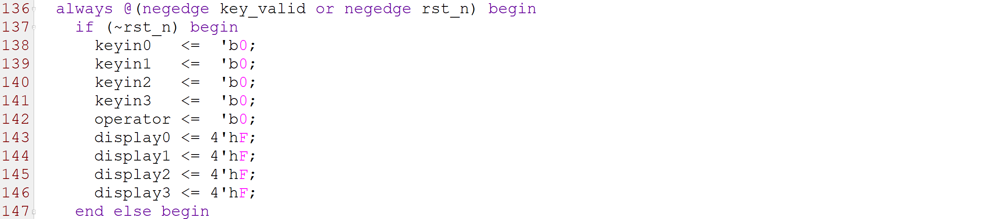 136 always @(negedge key_valid or negedge rst_n) begin
137 if (~rst_n) begin
138 keyin0 <= 'b0;
139 keyin1 <= 'b0;
140 keyin2 <= 'b0;
141 keyin3 <= 'b0;
142 operator <= 'b0;
143 display0 <= 4'hF;
144 display1 <= 4'hF;
145 display2 <= 4'hF;
146 display3 <= 4'hF;
147 end else begin